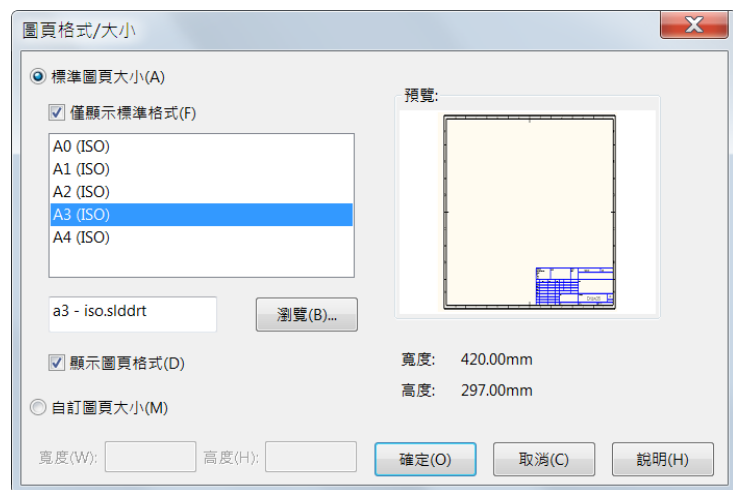 圖頁格式/大小
標準圖頁大小(A)
僅顯示標準格式(F)
A0 (ISO)
A1 (ISO)
A2 (ISO)
A3 (ISO)
A4 (ISO)
a3 - iso.slddrt
瀏覽(B)...
顯示圖頁格式(D)
自訂圖頁大小(M)
寬度(W):
高度(H):
預覽:
寬度: 420.00mm
高度: 297.00mm
確定(O)
取消(C)
說明(H)